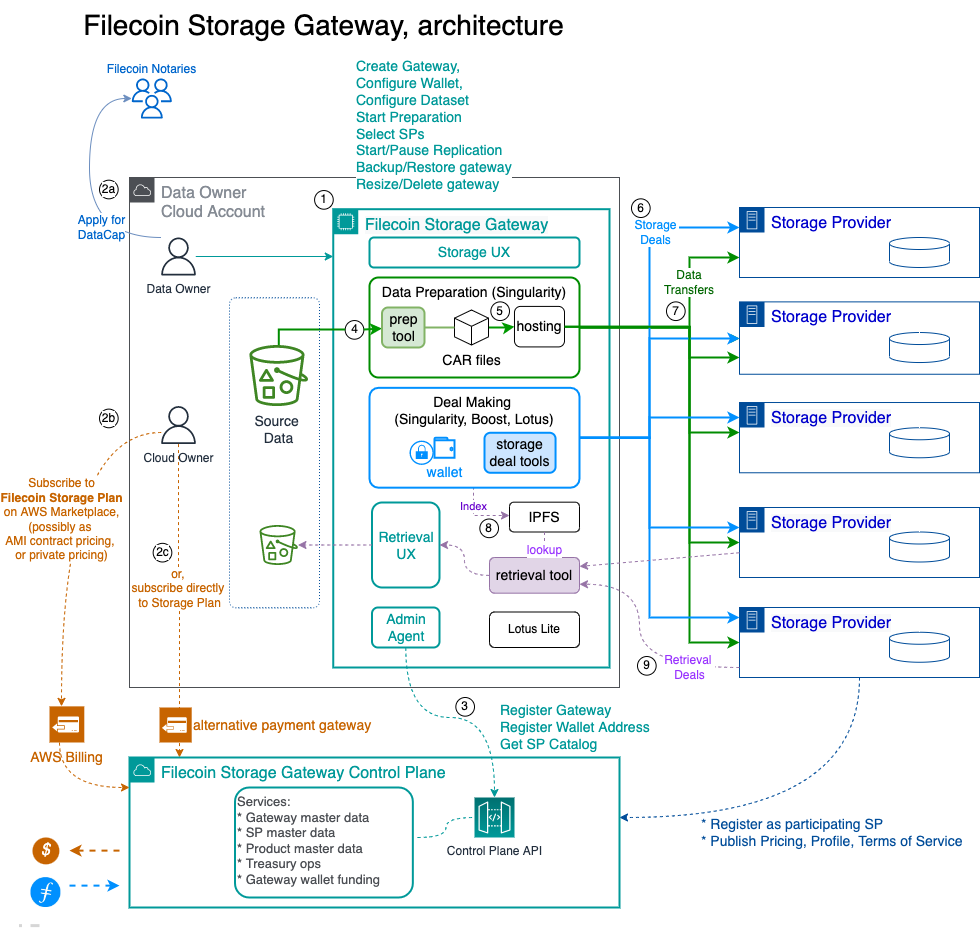 Filecoin Storage Gateway, architecture
Filecoin Notaries
Create Gateway,
Configure Wallet,
Configure Dataset
Start Preparation
Select SPs
Start/Pause Replication
Backup/Restore gateway
Resize/Delete gateway
2a
Apply for
DataCap
Data Owner
Cloud Account
1
Filecoin Storage Gateway
Storage UX
Data Owner
Data Preparation (Singularity)
4
prep
tool
5
hosting
CAR files
Source
Data
Deal Making
(Singularity, Boost, Lotus)
wallet
storage
deal tools
2b
Cloud Owner
Subscribe to
Filecoin Storage Plan
on AWS Marketplace,
(possibly as
AMI contract pricing,
or private pricing)
2c
or,
subscribe directly
to Storage Plan
Index
8
IPFS
lookup
Retrieval
UX
retrieval tool
Admin
Agent
Lotus Lite
6
Storage
Deals
Data
Transfers
7
Storage Provider
Storage Provider
Storage Provider
Storage Provider
Storage Provider
9
Retrieval
Deals
3
Register Gateway
Register Wallet Address
Get SP Catalog
AWS Billing
alternative payment gateway
Filecoin Storage Gateway Control Plane
Services:
* Gateway master data
* SP master data
* Product master data
* Treasury ops
* Gateway wallet funding
Control Plane API
* Register as participating SP
* Publish Pricing, Profile, Terms of Service
$